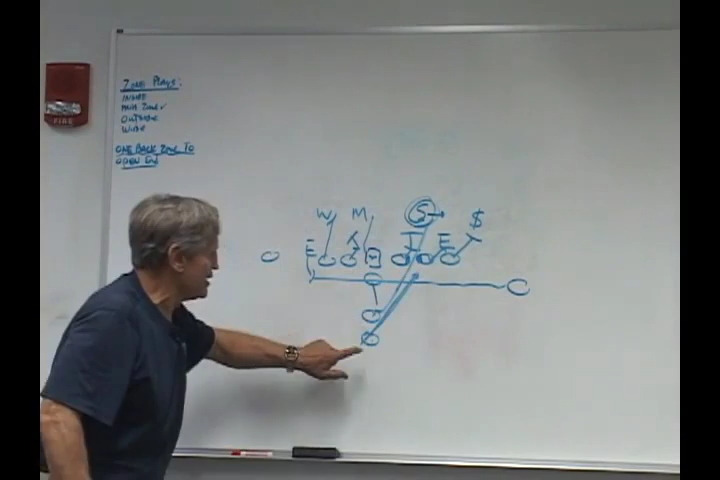 ZONE PLAYS:
INSIDE
MID ZONE ✓
OUTSIDE
WIDE
ONE BACK ZONE TO
OPEN END
W M S $
E T T E
FIRE